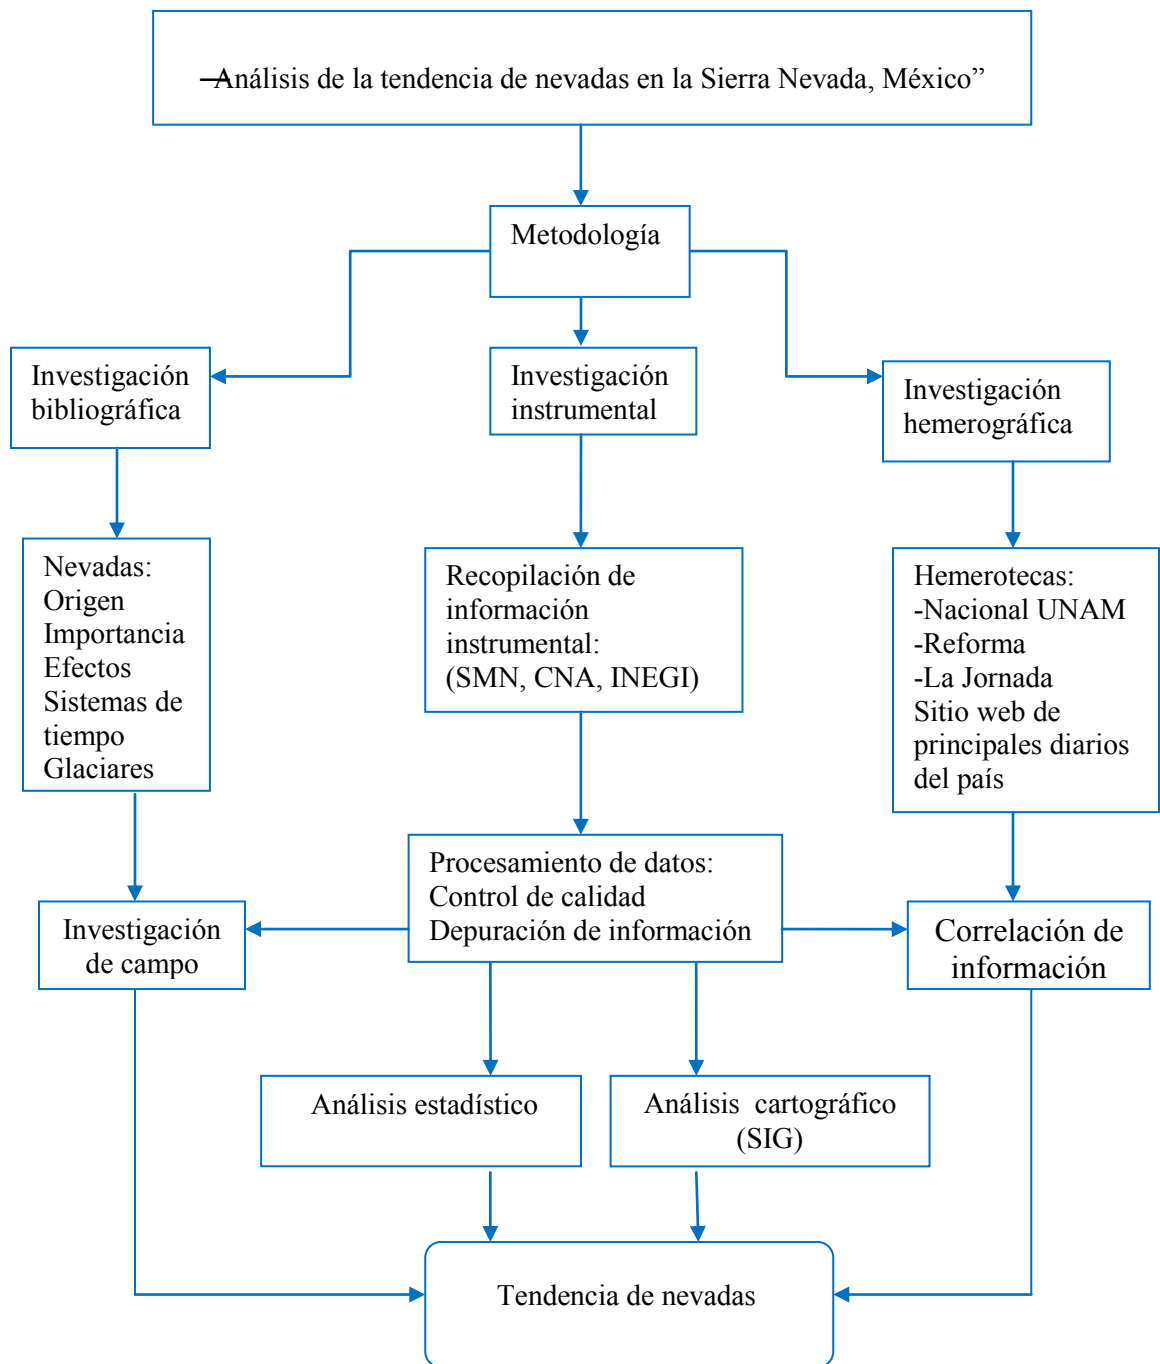 ―Análisis de la tendencia de nevadas en la Sierra Nevada, México”
Metodología
Investigación
bibliográfica
Investigación
instrumental
Investigación
hemerográfica
Nevadas:
Origen
Importancia
Efectos
Sistemas de
tiempo
Glaciares
Recopilación de
información
instrumental:
(SMN, CNA, INEGI)
Hemerotecas:
-Nacional UNAM
-Reforma
-La Jornada
Sitio web de
principales diarios
del país
Procesamiento de datos:
Control de calidad
Depuración de información
Investigación
de campo
Correlación de
información
Análisis estadístico
Análisis cartográfico
(SIG)
Tendencia de nevadas